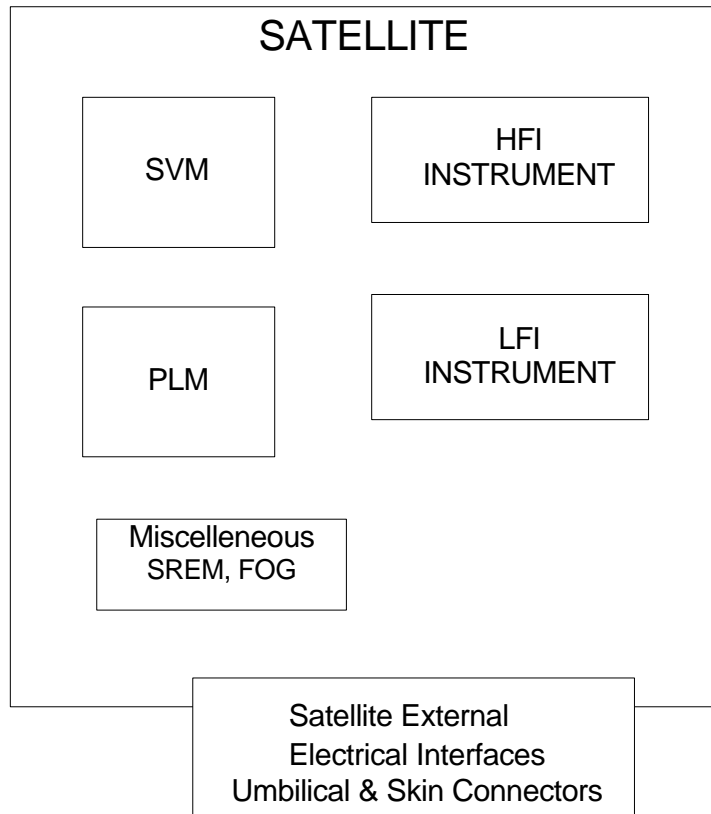 SATELLITE
SVM
HFI
INSTRUMENT
PLM
LFI
INSTRUMENT
Miscelleneous
SREM, FOG
Satellite External
Electrical Interfaces
Umbilical & Skin Connectors